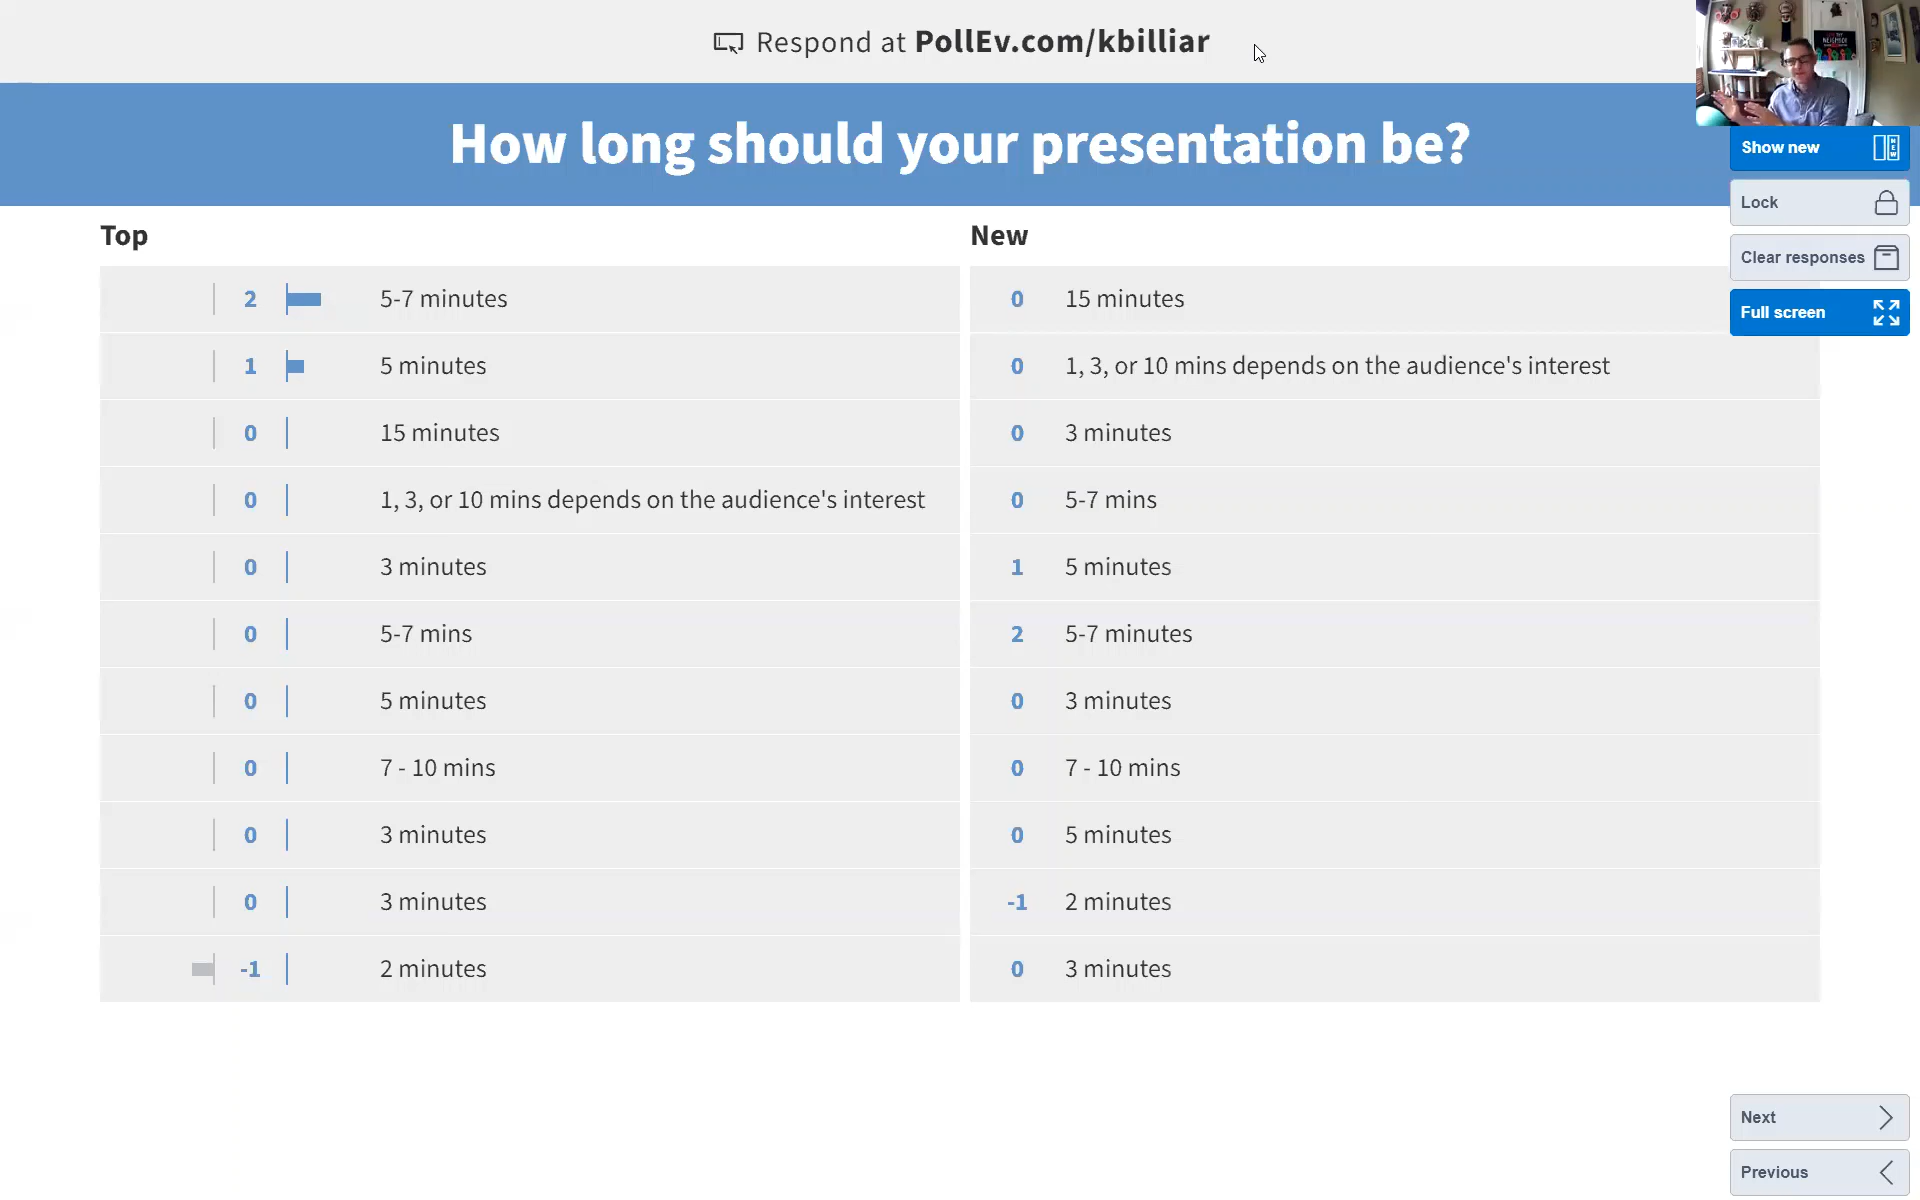 Respond at PollEv.com/kbilliar
How long should your presentation be?
Show new
Lock
Clear responses
Full screen
Top
2 5-7 minutes
1 5 minutes
0 15 minutes
0 1, 3, or 10 mins depends on the audience's interest
0 3 minutes
0 5-7 mins
0 5 minutes
0 7 - 10 mins
0 3 minutes
0 3 minutes
-1 2 minutes
New
0 15 minutes
0 1, 3, or 10 mins depends on the audience's interest
0 3 minutes
0 5-7 mins
1 5 minutes
2 5-7 minutes
0 3 minutes
0 7 - 10 mins
0 5 minutes
-1 2 minutes
0 3 minutes
Next
Previous